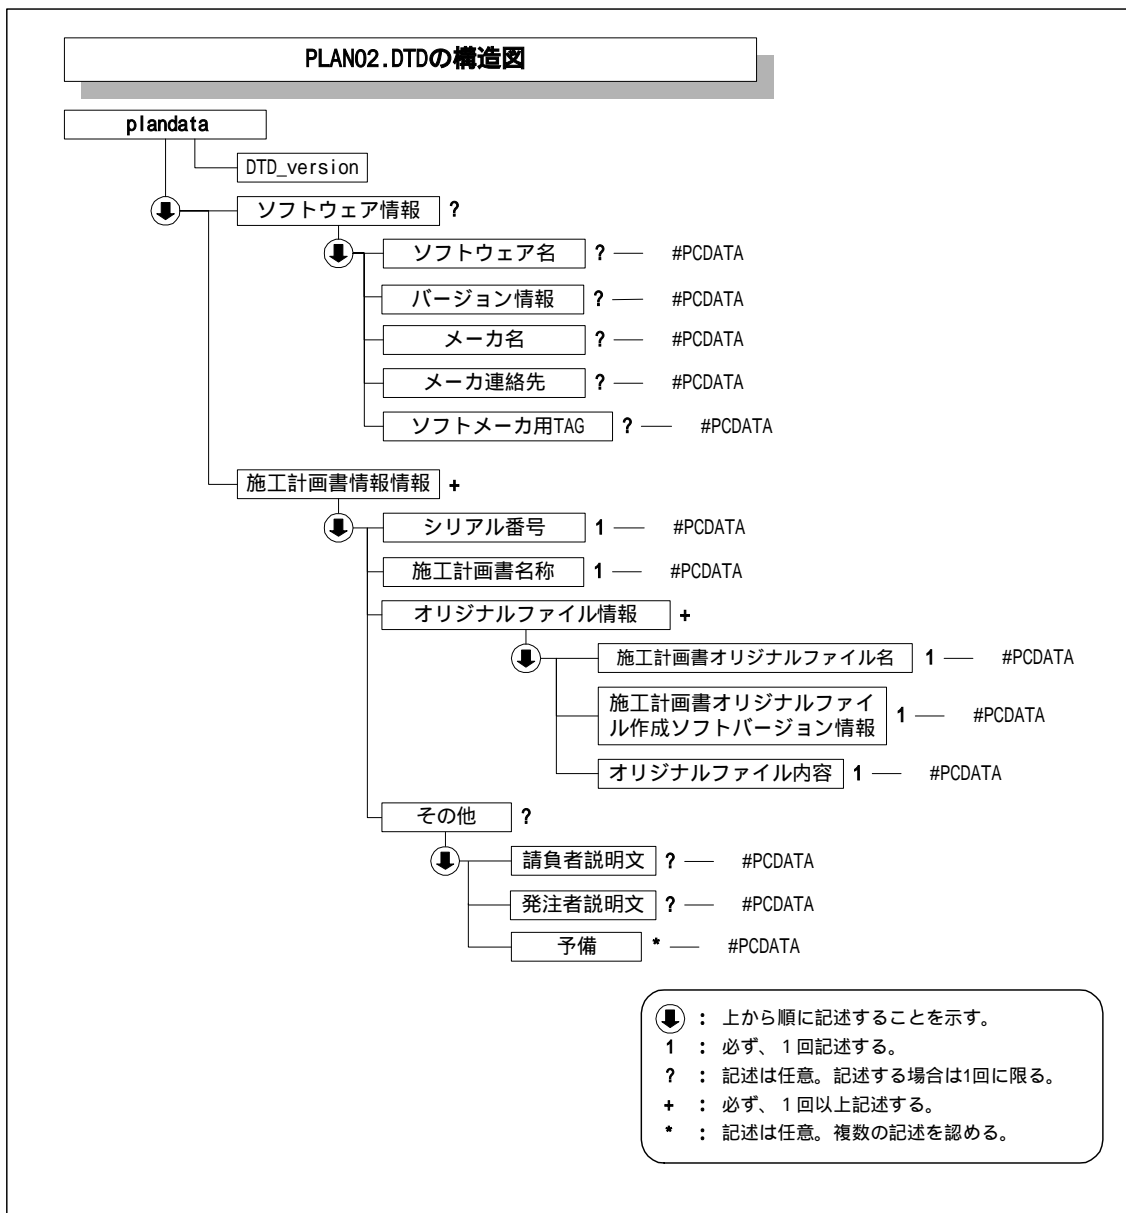 PLAN02.DTDの構造図
plandata
DTD_version
ソフトウェア情報 ?
ソフトウェア名 ? #PCDATA
バージョン情報 ? #PCDATA
メーカ名 ? #PCDATA
メーカ連絡先 ? #PCDATA
ソフトメーカ用TAG ? #PCDATA
施工計画書情報情報 +
シリアル番号 1 #PCDATA
施工計画書名称 1 #PCDATA
オリジナルファイル情報 +
施工計画書オリジナルファイル名 1 #PCDATA
施工計画書オリジナルファイ
ル作成ソフトバージョン情報 1 #PCDATA
オリジナルファイル内容 1 #PCDATA
その他 ?
請負者説明文 ? #PCDATA
発注者説明文 ? #PCDATA
予備 * #PCDATA
: 上から順に記述することを示す。
1 : 必ず、1回記述する。
? : 記述は任意。記述する場合は1回に限る。
+ : 必ず、1回以上記述する。
* : 記述は任意。複数の記述を認める。